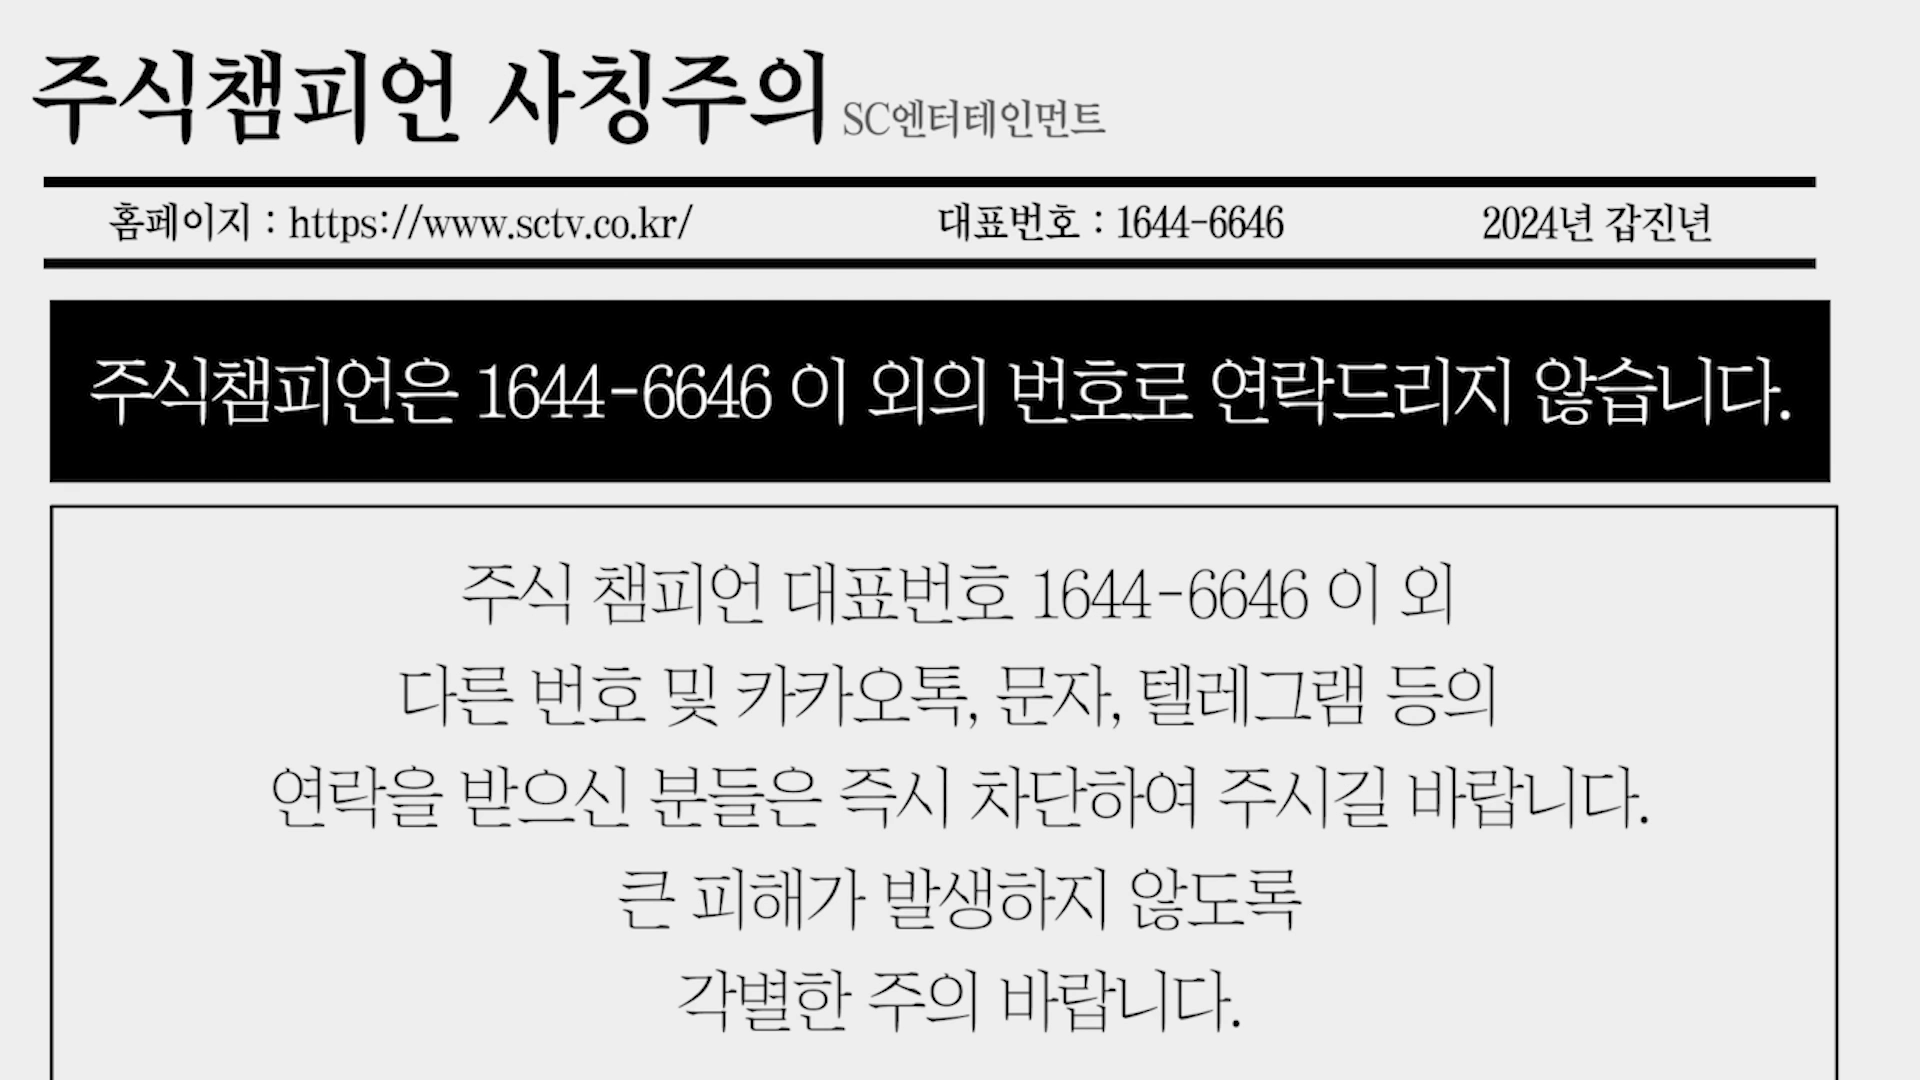 주식챔피언 사칭주의 SC엔터테인먼트
홈페이지 : https://www.sctv.co.kr/ 대표번호 : 1644-6646 2024년 갑진년
주식챔피언은 1644-6646 이 외의 번호로 연락드리지 않습니다.
주식 챔피언 대표번호 1644-6646 이 외
다른 번호 및 카카오톡, 문자, 텔레그램 등의
연락을 받으신 분들은 즉시 차단하여 주시길 바랍니다.
큰 피해가 발생하지 않도록
각별한 주의 바랍니다.